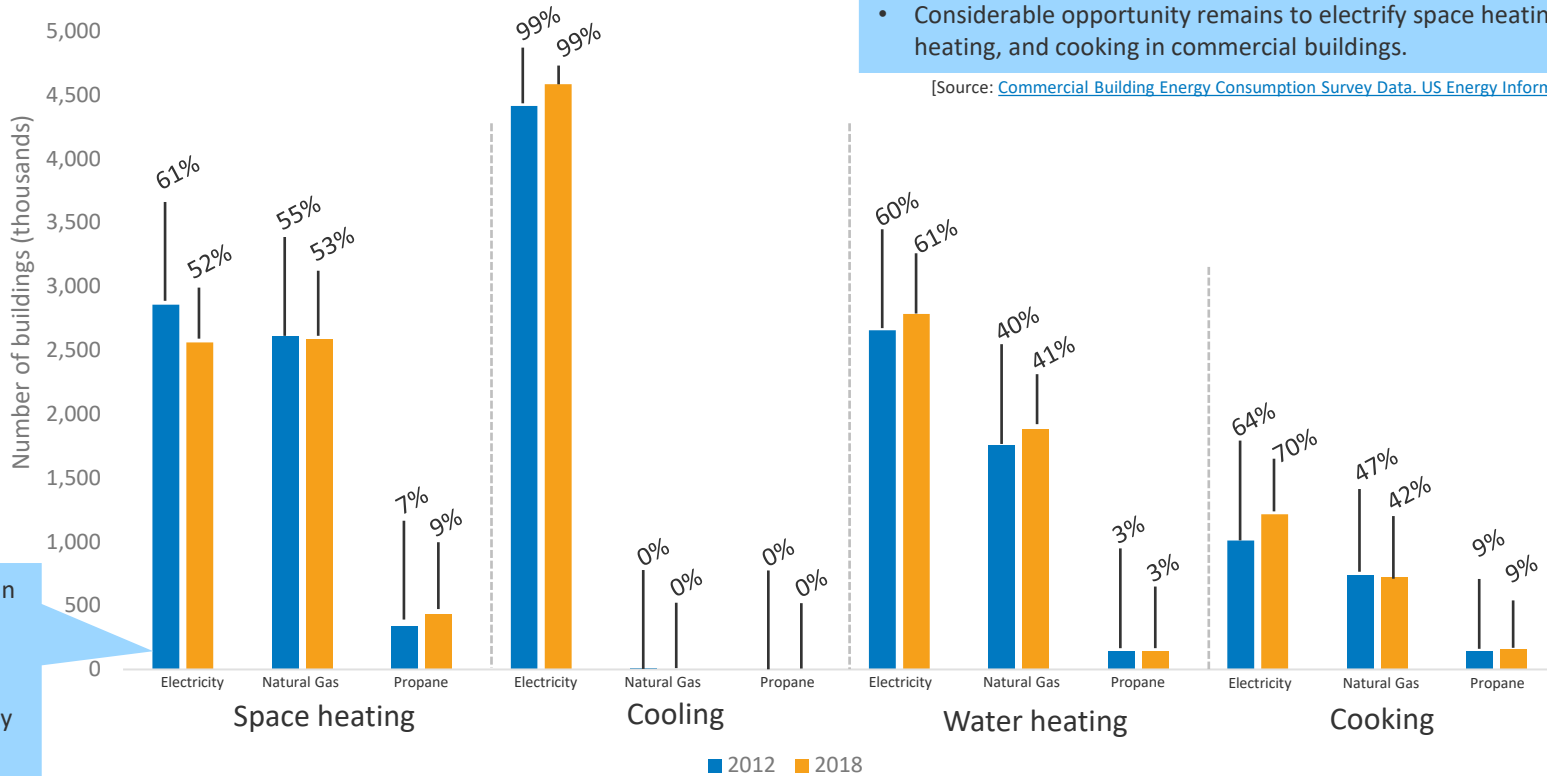 • Considerable opportunity remains to electrify space heatin
heating, and cooking in commercial buildings.
[Source: Commercial Building Energy Consumption Survey Data. US Energy Inform
Number of buildings (thousands)
5,000
4,500
4,000
3,500
3,000
2,500
2,000
1,500
1,000
500
0
61% 52% 55% 53% 7% 9%
99% 99% 0% 0% 0% 0%
60% 61% 40% 41% 3% 3%
64% 70% 47% 42% 9% 9%
n
y
Electricity Natural Gas Propane Electricity Natural Gas Propane Electricity Natural Gas Propane Electricity Natural Gas Propane
Space heating Cooling Water heating Cooking
2012 2018